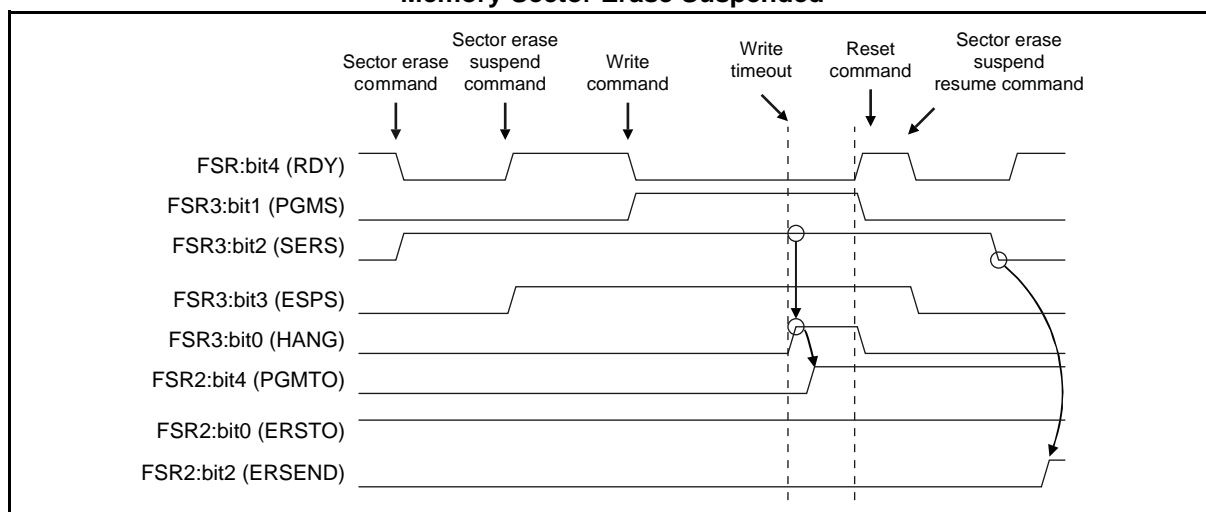 Memory Sector Erase Suspended
Sector erase
command
Sector erase
suspend
command
Write
command
Write
timeout
Reset
command
Sector erase
suspend
resume command
FSR:bit4 (RDY)
FSR3:bit1 (PGMS)
FSR3:bit2 (SERS)
FSR3:bit3 (ESPS)
FSR3:bit0 (HANG)
FSR2:bit4 (PGMTO)
FSR2:bit0 (ERSTO)
FSR2:bit2 (ERSEND)